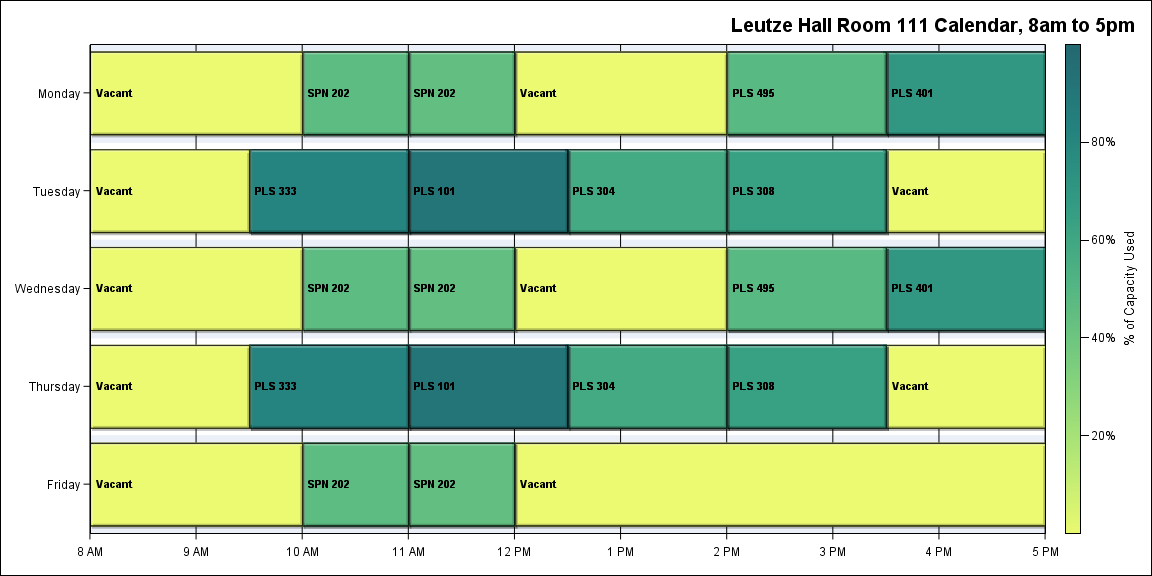 Leutze Hall Room 111 Calendar, 8am to 5pm
Monday
Vacant
SPN 202
SPN 202
Vacant
PLS 495
PLS 401
Tuesday
Vacant
PLS 333
PLS 101
PLS 304
PLS 308
Vacant
Wednesday
Vacant
SPN 202
SPN 202
Vacant
PLS 495
PLS 401
Thursday
Vacant
PLS 333
PLS 101
PLS 304
PLS 308
Vacant
Friday
Vacant
SPN 202
SPN 202
Vacant
8 AM
9 AM
10 AM
11 AM
12 PM
1 PM
2 PM
3 PM
4 PM
5 PM
80%
60%
40%
20%
% of Capacity Used